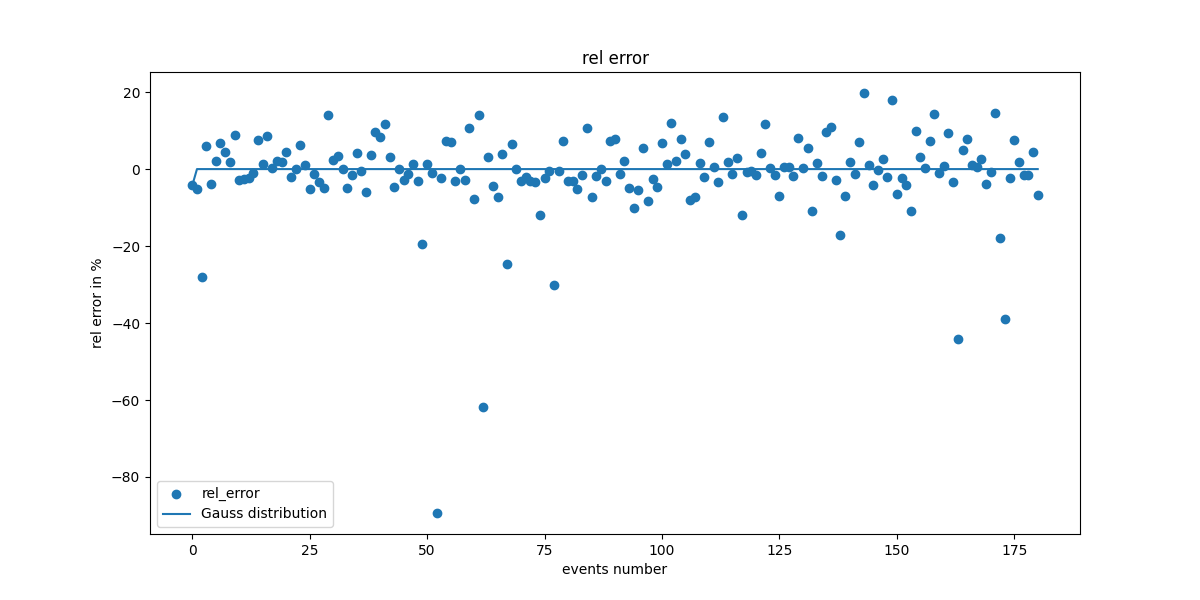 rel error
20
0
−20
−40
−60
−80
rel error in %
rel_error
Gauss distribution
0
25
50
75
100
125
150
175
events number